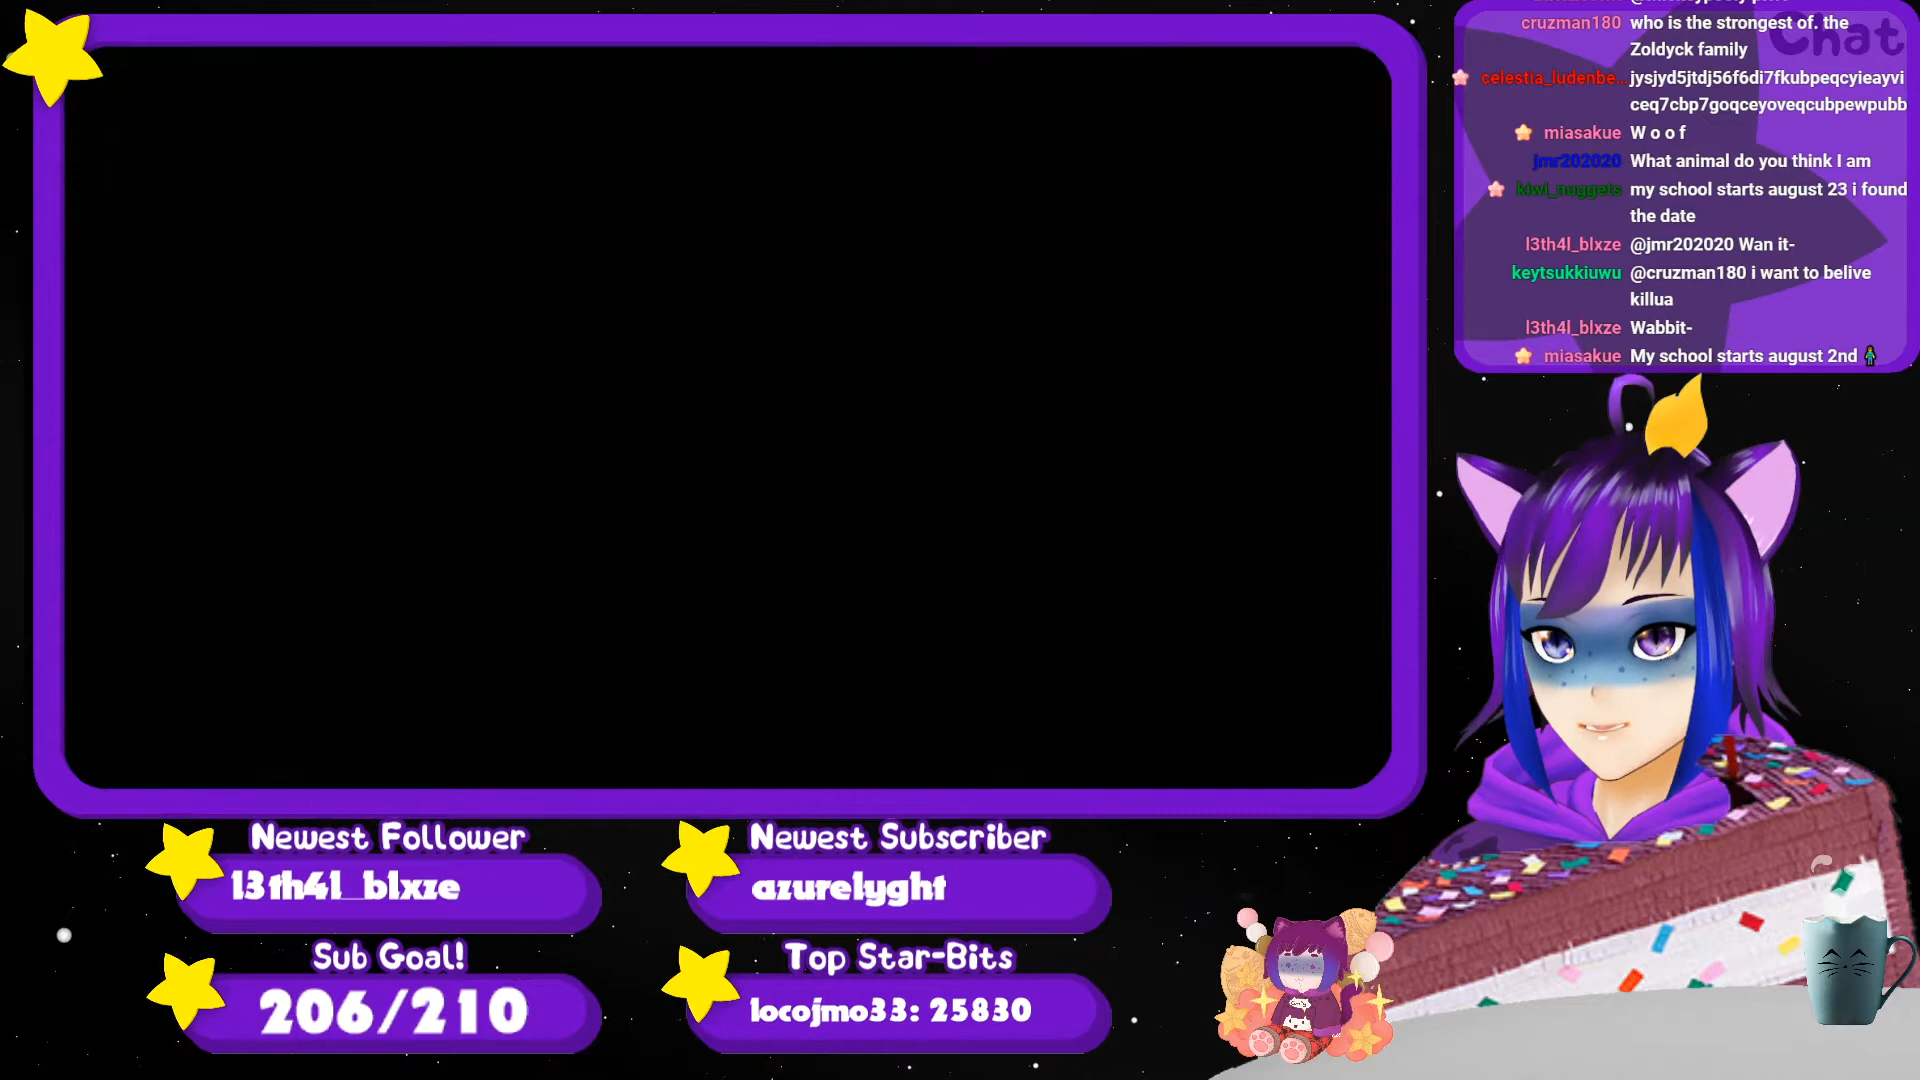 Chat
cruzman180 who is the strongest of. the
Zoldyck family
celestia_ludenbe... jysjyd5jtdj56f6di7fkubpeqcyieayvi
ceq7cbp7goqceyoveqcubpewpubb
miasakue W o o f
jmr202020 What animal do you think I am
kiwi_nuggets my school starts august 23 i found
the date
l3th4l_blxze @jmr202020 Wan it-
keytsukkiuwu @cruzman180 i want to belive
killua
l3th4l_blxze Wabbit-
miasakue My school starts august 2nd
Newest Follower
l3th4l_blxze
Newest Subscriber
azurelyght
Sub Goal!
206/210
Top Star-Bits
locojmo33: 25830